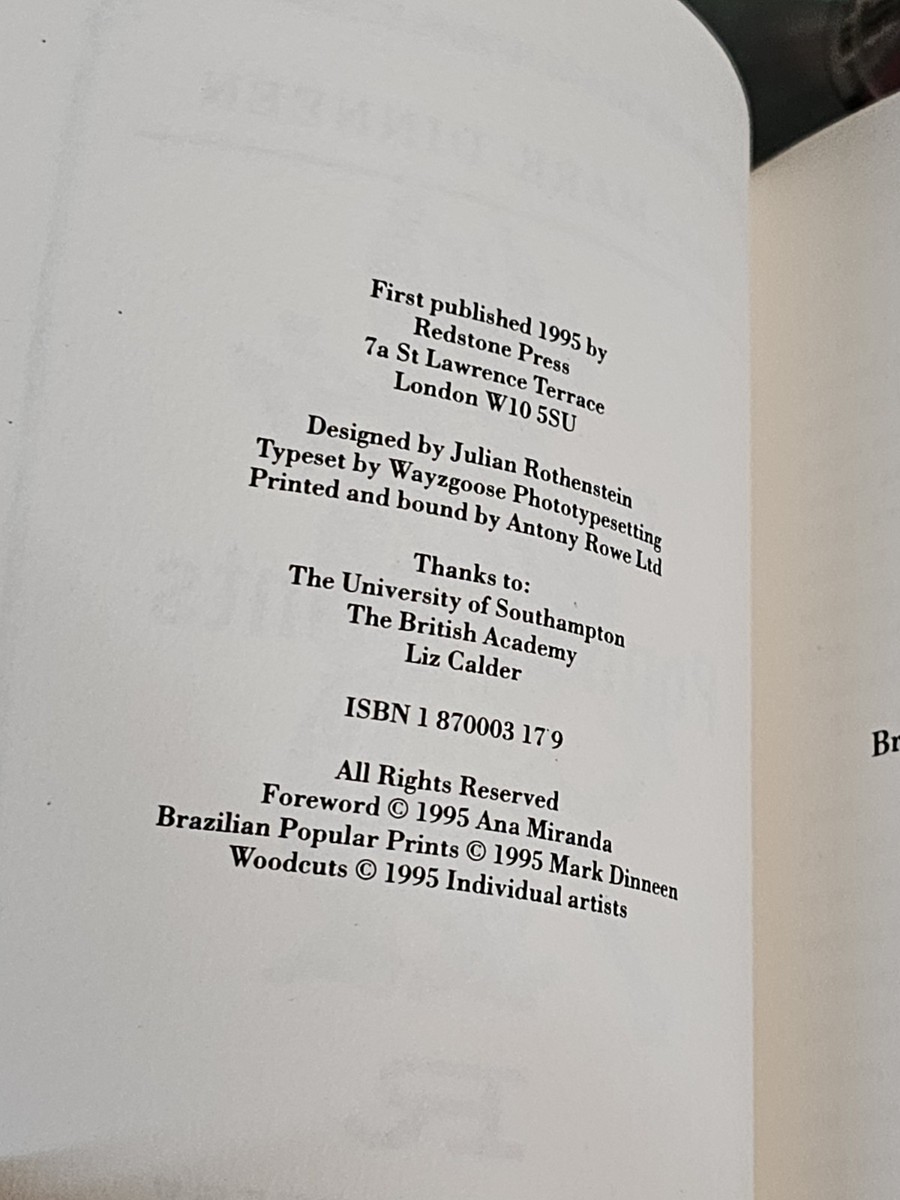 First published 1995 by
Redstone Press
7a St Lawrence Terrace
London W10 5SU
Designed by Julian Rothenstein
Typeset by Wayzgoose Phototypesetting
Printed and bound by Antony Rowe Ltd
Thanks to:
The University of Southampton
The British Academy
Liz Calder
ISBN 1 870003 17 9
All Rights Reserved
Foreword © 1995 Ana Miranda
Brazilian Popular Prints © 1995 Mark Dinneen
Woodcuts © 1995 Individual artists
Br